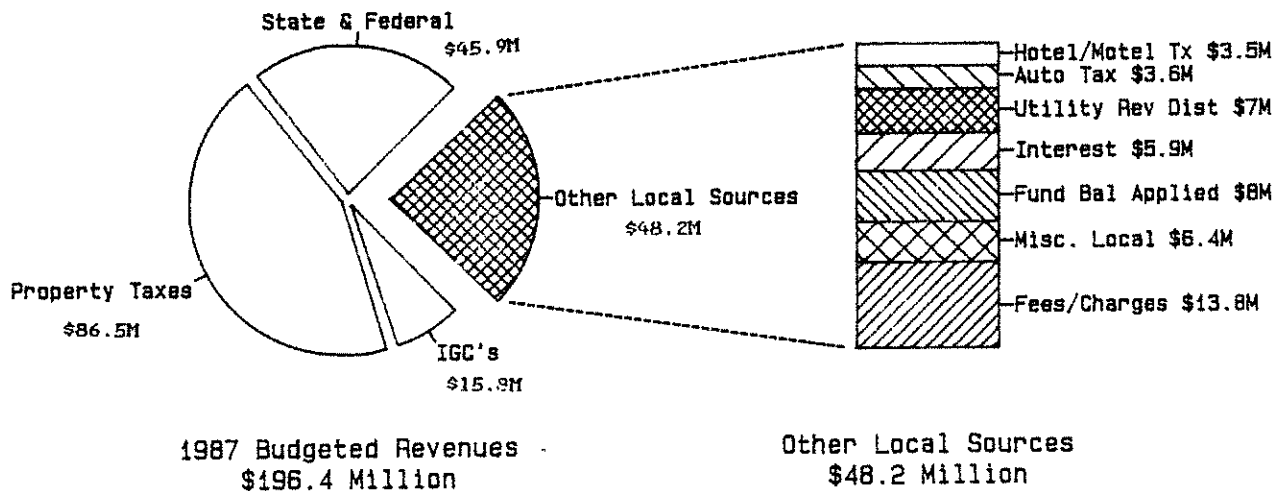 State & Federal
$45.9M
Hotel/Motel Tx $3.5M
Auto Tax $3.6M
Utility Rev Dist $7M
Interest $5.9M
Other Local Sources
$48.2M
Fund Bal Applied $8M
Misc. Local $6.4M
Property Taxes
$86.5M
Fees/Charges $13.8M
IGC's
$15.8M
1987 Budgeted Revenues
$196.4 Million
Other Local Sources
$48.2 Million